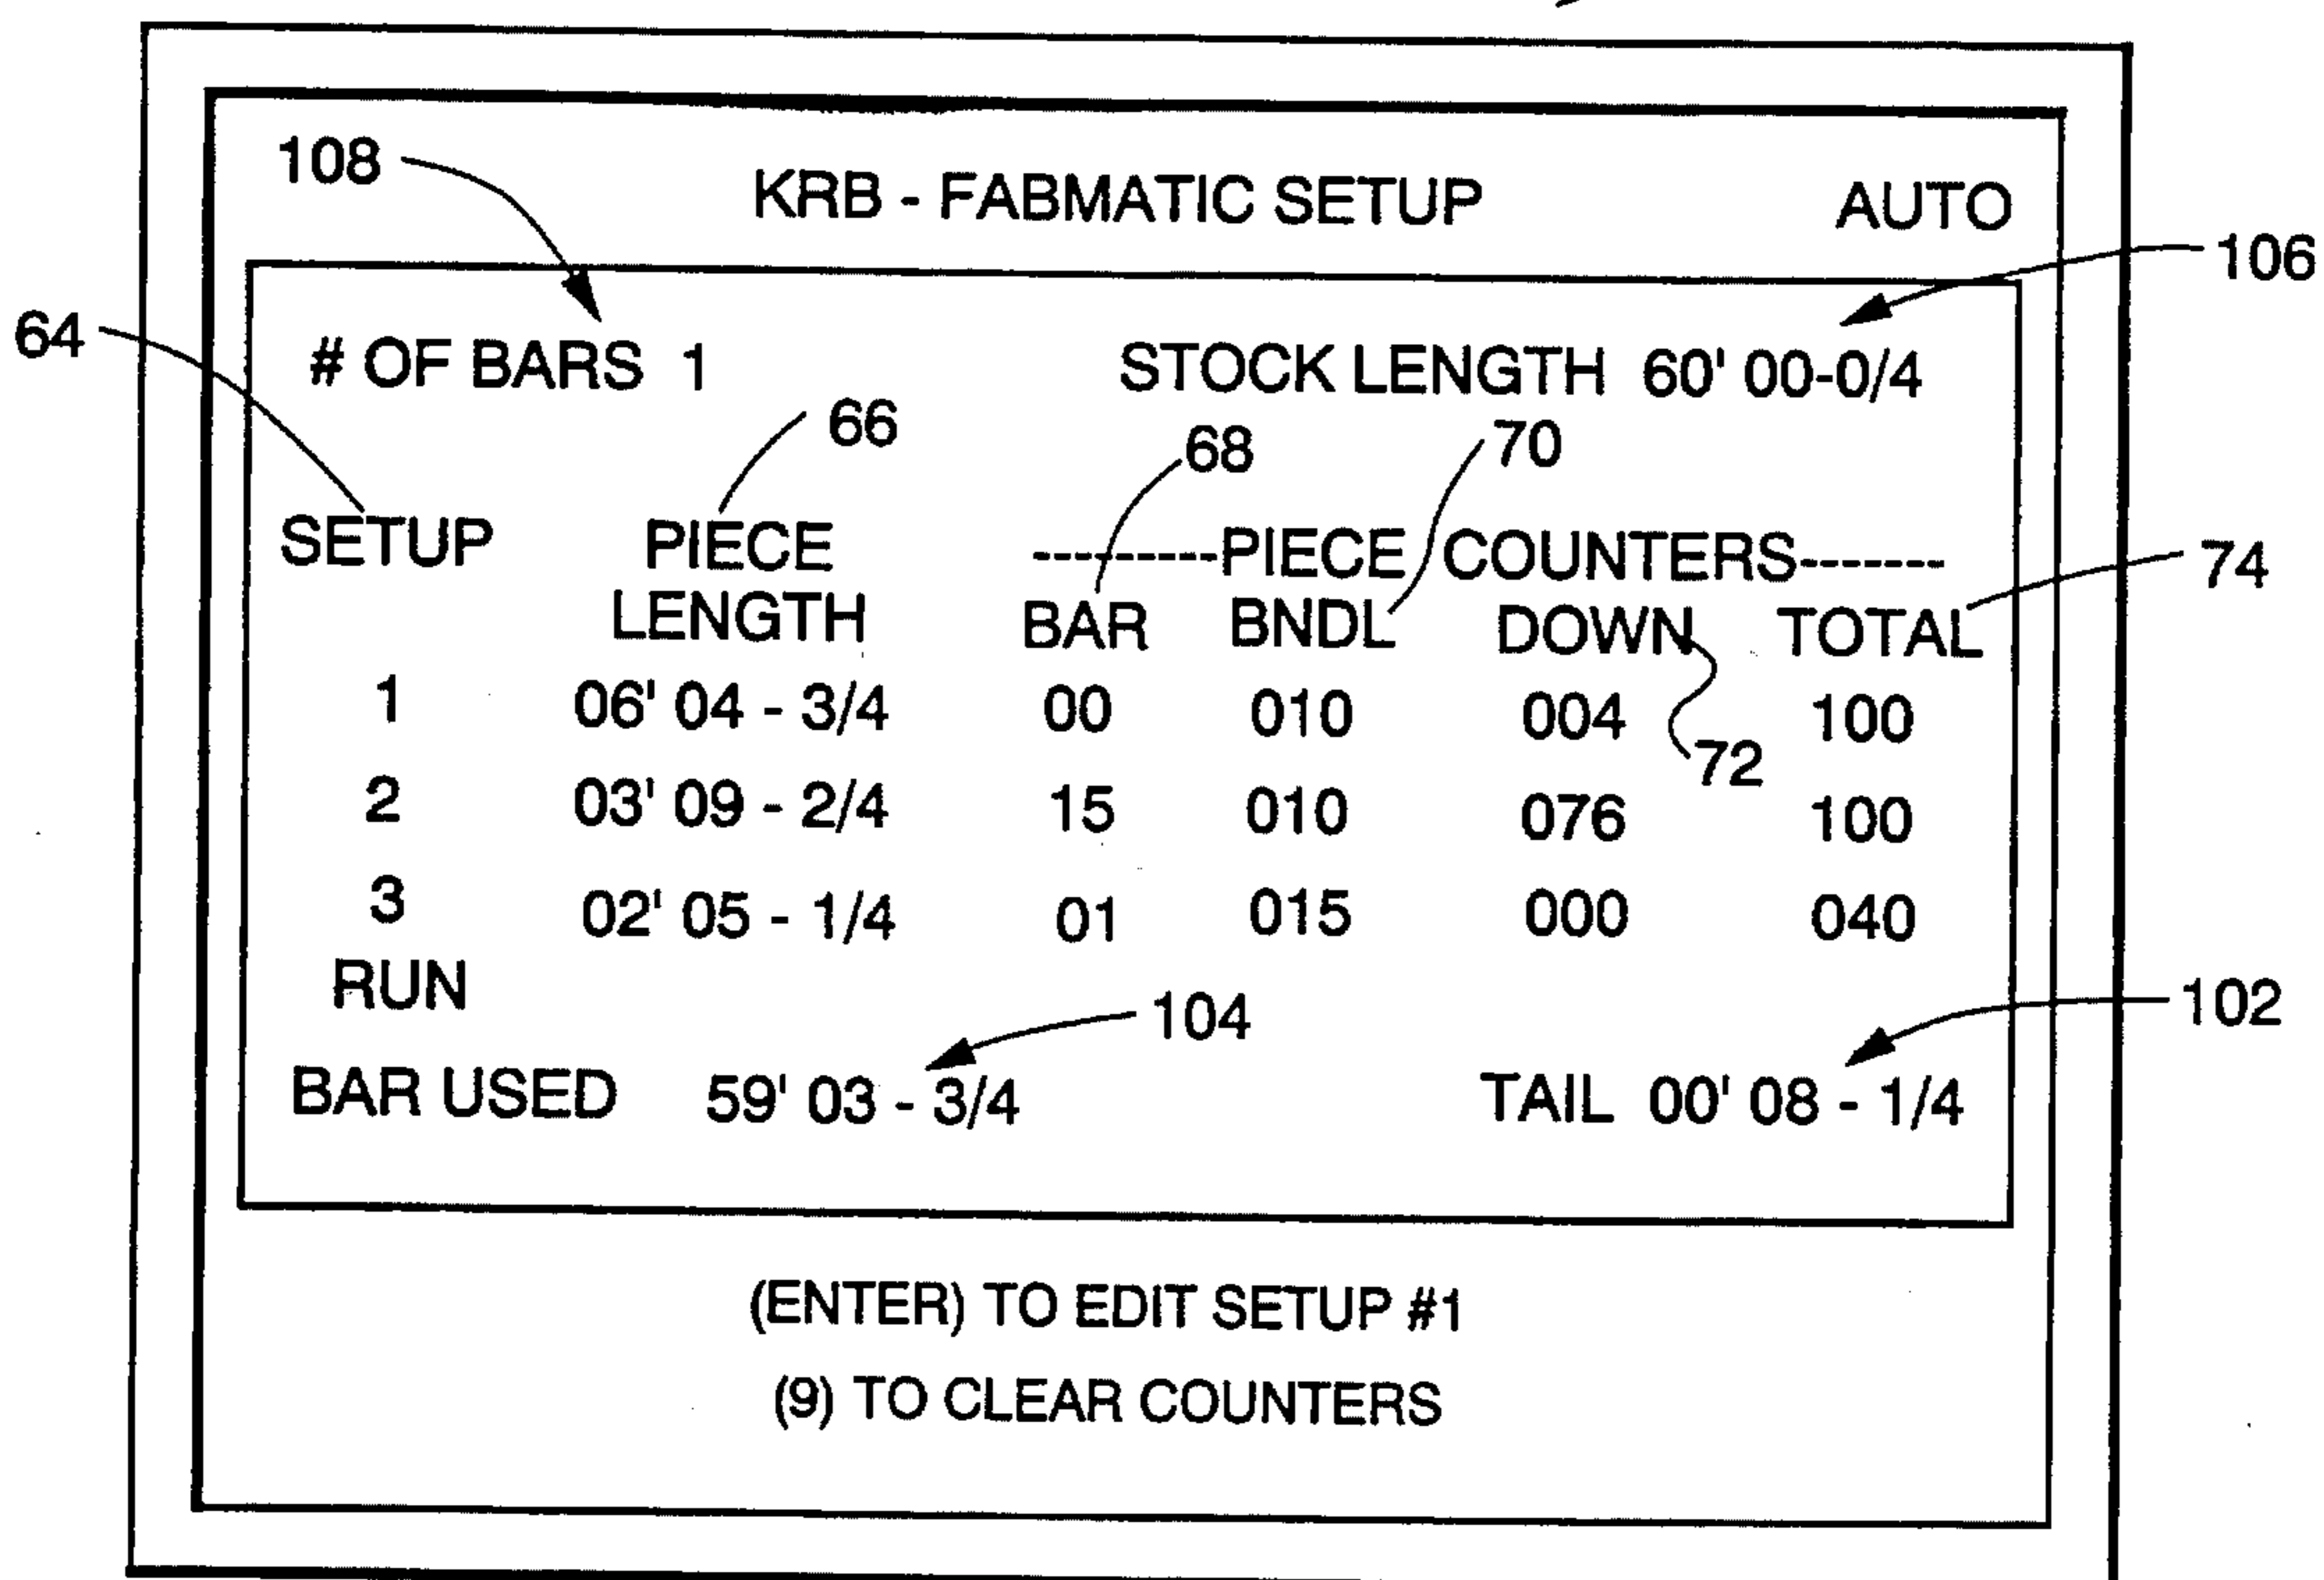 108
KRB - FABMATIC SETUP AUTO
106
64
# OF BARS 1 STOCK LENGTH 60' 00-0/4
66 68 70
SETUP PIECE ---------PIECE COUNTERS-------
74
LENGTH BAR BNDL DOWN TOTAL
1 06' 04 - 3/4 00 010 004 100
72
2 03' 09 - 2/4 15 010 076 100
3 02' 05 - 1/4 01 015 000 040
RUN
104 102
BAR USED 59' 03 - 3/4 TAIL 00' 08 - 1/4
(ENTER) TO EDIT SETUP #1
(9) TO CLEAR COUNTERS